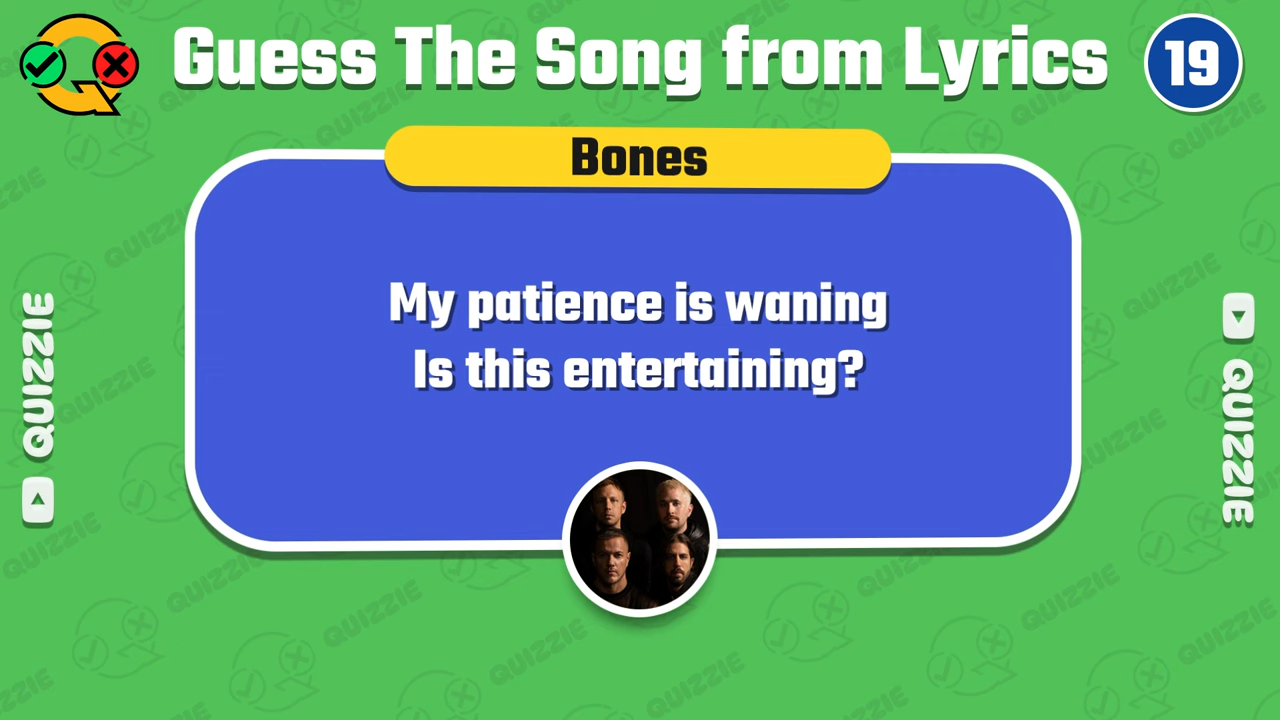 Guess The Song from Lyrics
19
Bones
My patience is waning
Is this entertaining?
QUIZZIE
QUIZZIE